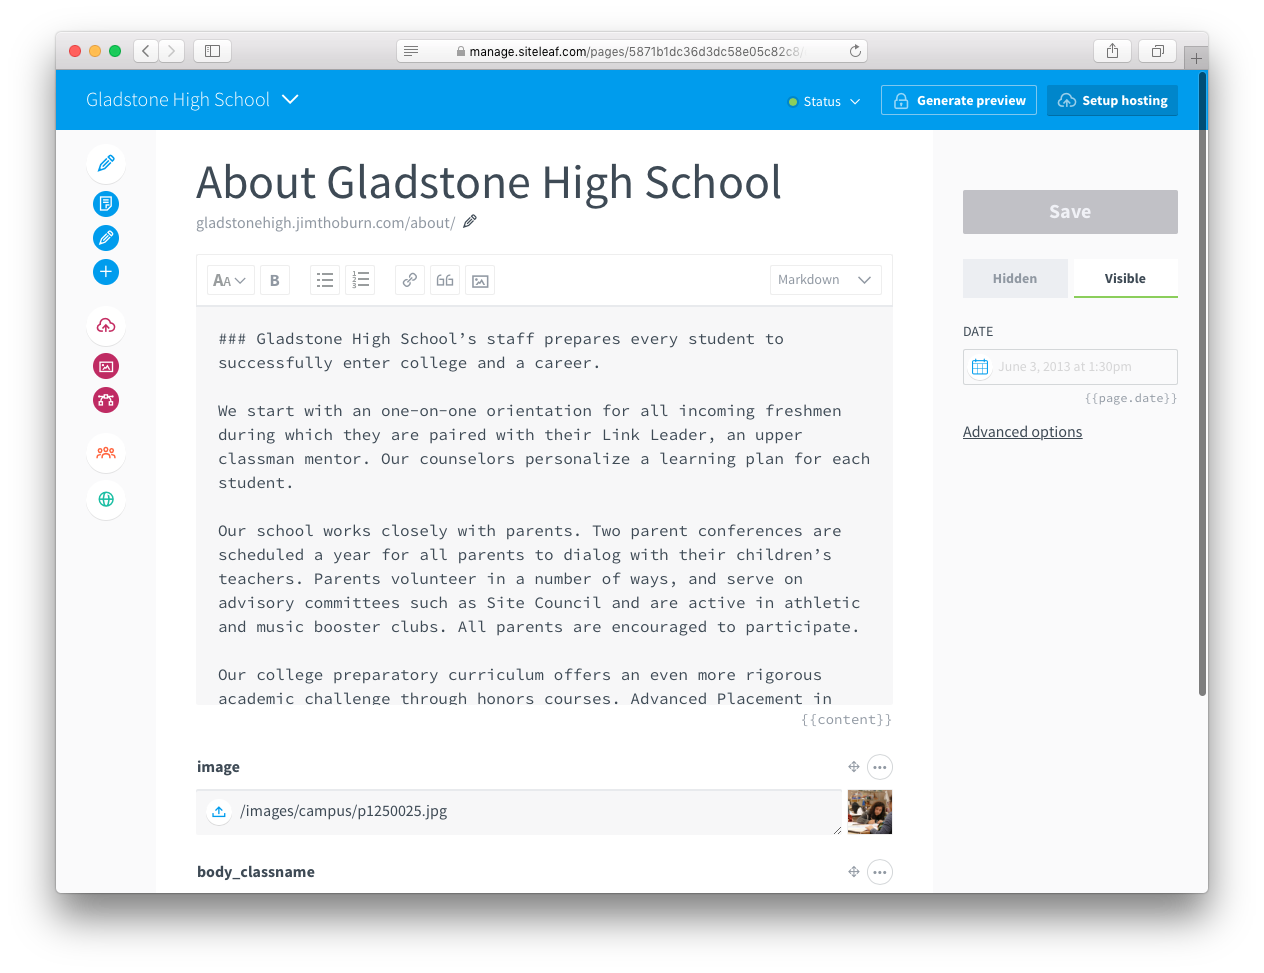 manage.siteleaf.com/pages/5871b1dc36d3dc58e05c82c8/
Gladstone High School
Status
Generate preview
Setup hosting
About Gladstone High School
gladstonehigh.jimthoburn.com/about/
AA
B
Markdown
### Gladstone High School’s staff prepares every student to
successfully enter college and a career.
We start with an one-on-one orientation for all incoming freshmen
during which they are paired with their Link Leader, an upper
classman mentor. Our counselors personalize a learning plan for each
student.
Our school works closely with parents. Two parent conferences are
scheduled a year for all parents to dialog with their children’s
teachers. Parents volunteer in a number of ways, and serve on
advisory committees such as Site Council and are active in athletic
and music booster clubs. All parents are encouraged to participate.
Our college preparatory curriculum offers an even more rigorous
academic challenge through honors courses. Advanced Placement in
{{content}}
image
/images/campus/p1250025.jpg
body_classname
Save
Hidden
Visible
DATE
June 3, 2013 at 1:30pm
{{page.date}}
Advanced options